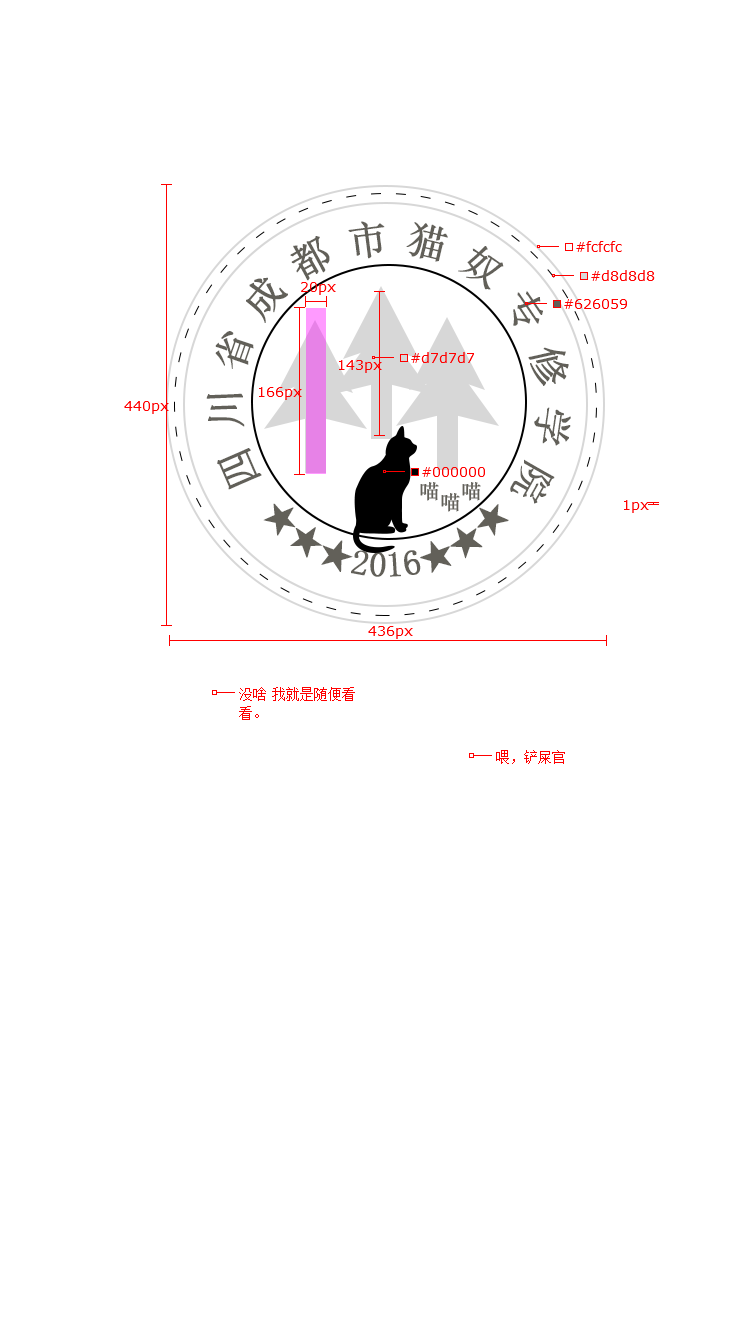 四川省成都市猫奴专修学院
#fcfcfc
#d8d8d8
20px
#626059
143px
#d7d7d7
166px
440px
#000000
喵喵喵
1px
2016
436px
没啥 我就是随便看
看。
喂，铲屎官